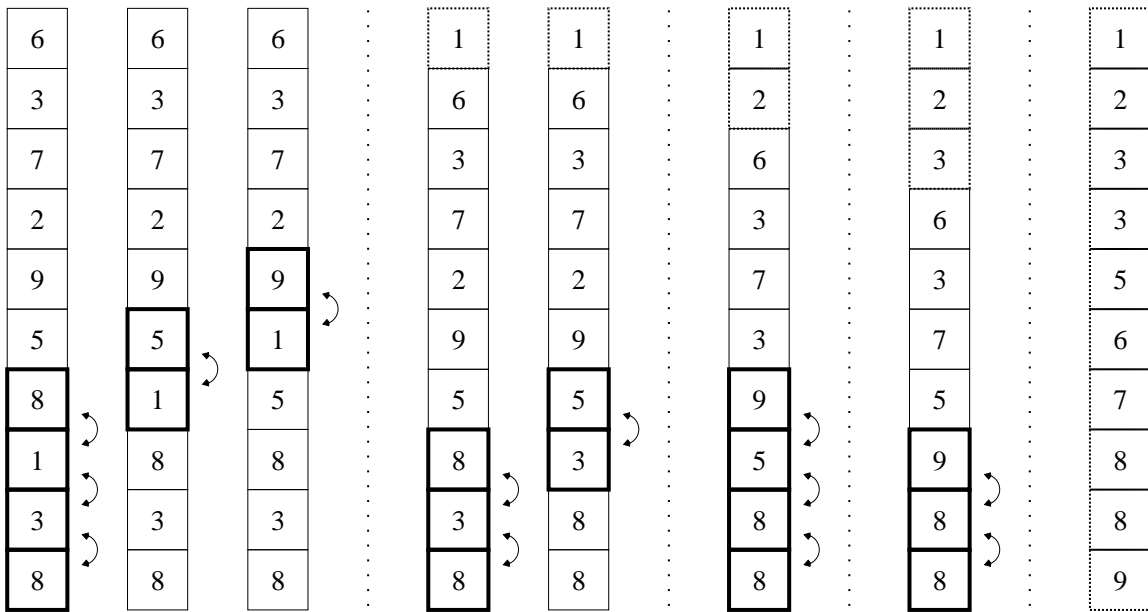 6 6 6 1 1 1 1 1
3 3 3 6 6 2 2 2
7 7 7 3 3 6 3 3
2 2 2 7 7 3 6 3
9 9 9 2 2 7 3 5
5 5 1 9 9 3 7 6
8 1 5 5 5 9 5 7
1 8 8 8 3 5 9 8
3 3 3 3 8 8 8 8
8 8 8 8 8 8 8 9